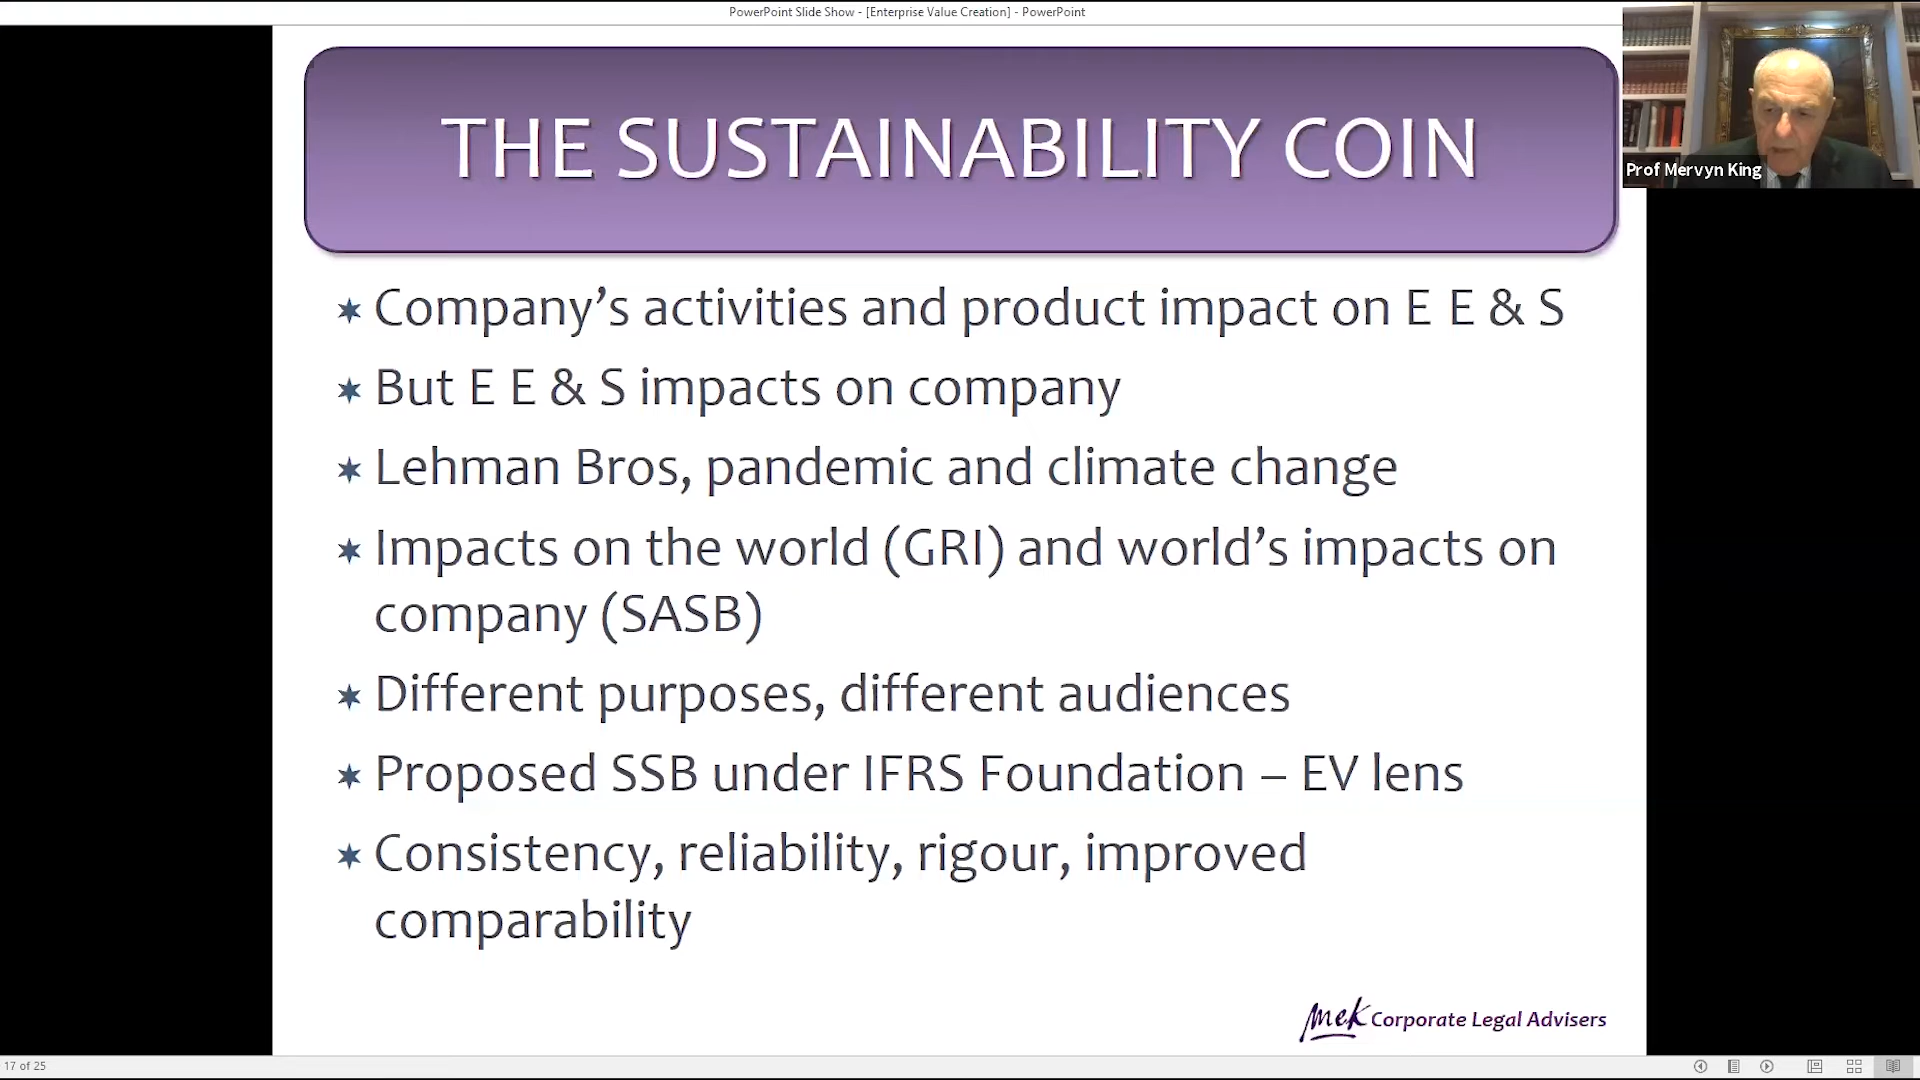 PowerPoint Slide Show - [Enterprise Value Creation] - PowerPoint
THE SUSTAINABILITY COIN
Prof Mervyn King
Company’s activities and product impact on E E & S
But E E & S impacts on company
Lehman Bros, pandemic and climate change
Impacts on the world (GRI) and world’s impacts on
company (SASB)
Different purposes, different audiences
Proposed SSB under IFRS Foundation – EV lens
Consistency, reliability, rigour, improved
comparability
mek Corporate Legal Advisers
17 of 25